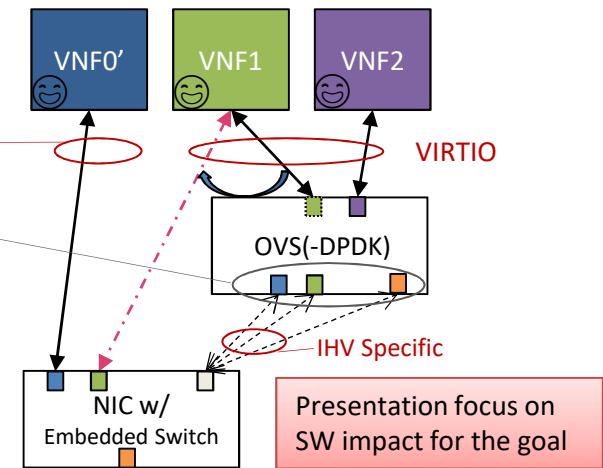 VNF0’
VNF1
VNF2
VIRTIO
OVS(-DPDK)
IHV Specific
NIC w/
Embedded Switch
Presentation focus on
SW impact for the goal